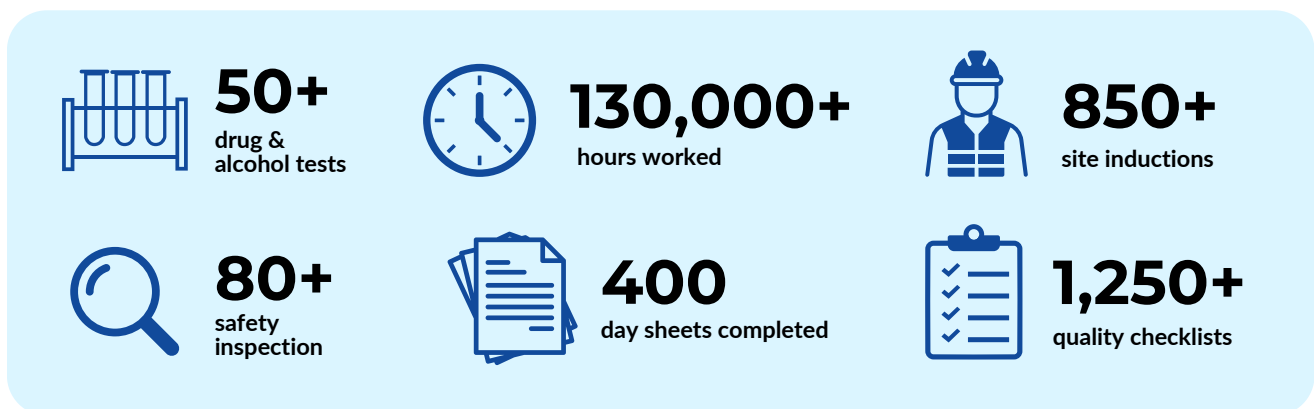 50+
drug &
alcohol tests
130,000+
hours worked
850+
site inductions
80+
safety
inspection
400
day sheets completed
1,250+
quality checklists